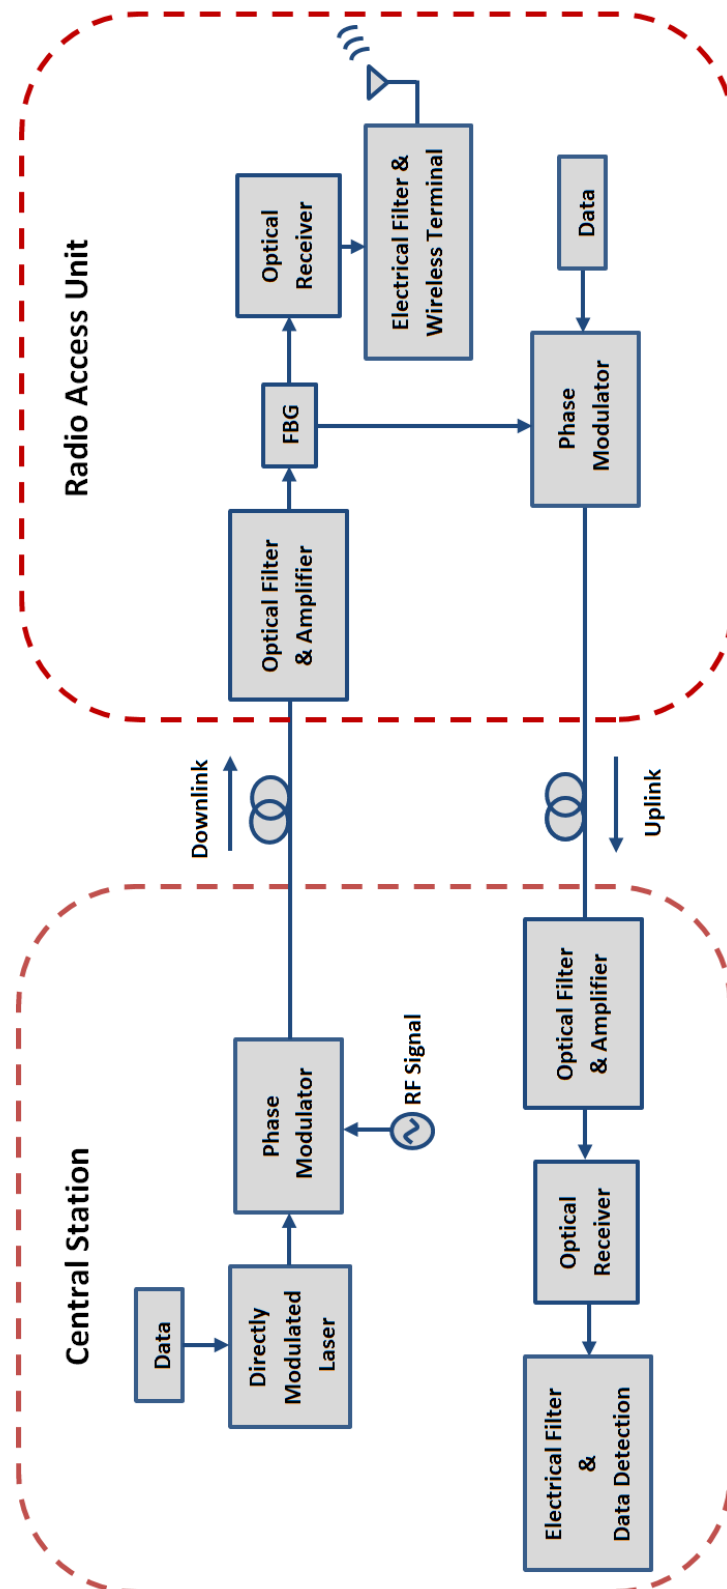 Central Station
Data
Directly
Modulated
Laser
Phase
Modulator
RF Signal
Downlink
Radio Access Unit
Optical Filter
& Amplifier
FBG
Optical
Receiver
Electrical Filter &
Wireless Terminal
Data
Phase
Modulator
Uplink
Optical Filter
& Amplifier
Optical
Receiver
Electrical Filter
&
Data Detection